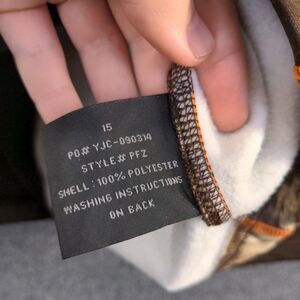 15
PO# YJC-090314
STYLE# PFZ
SHELL: 100% POLYESTER
WASHING INSTRUCTIONS
ON BACK